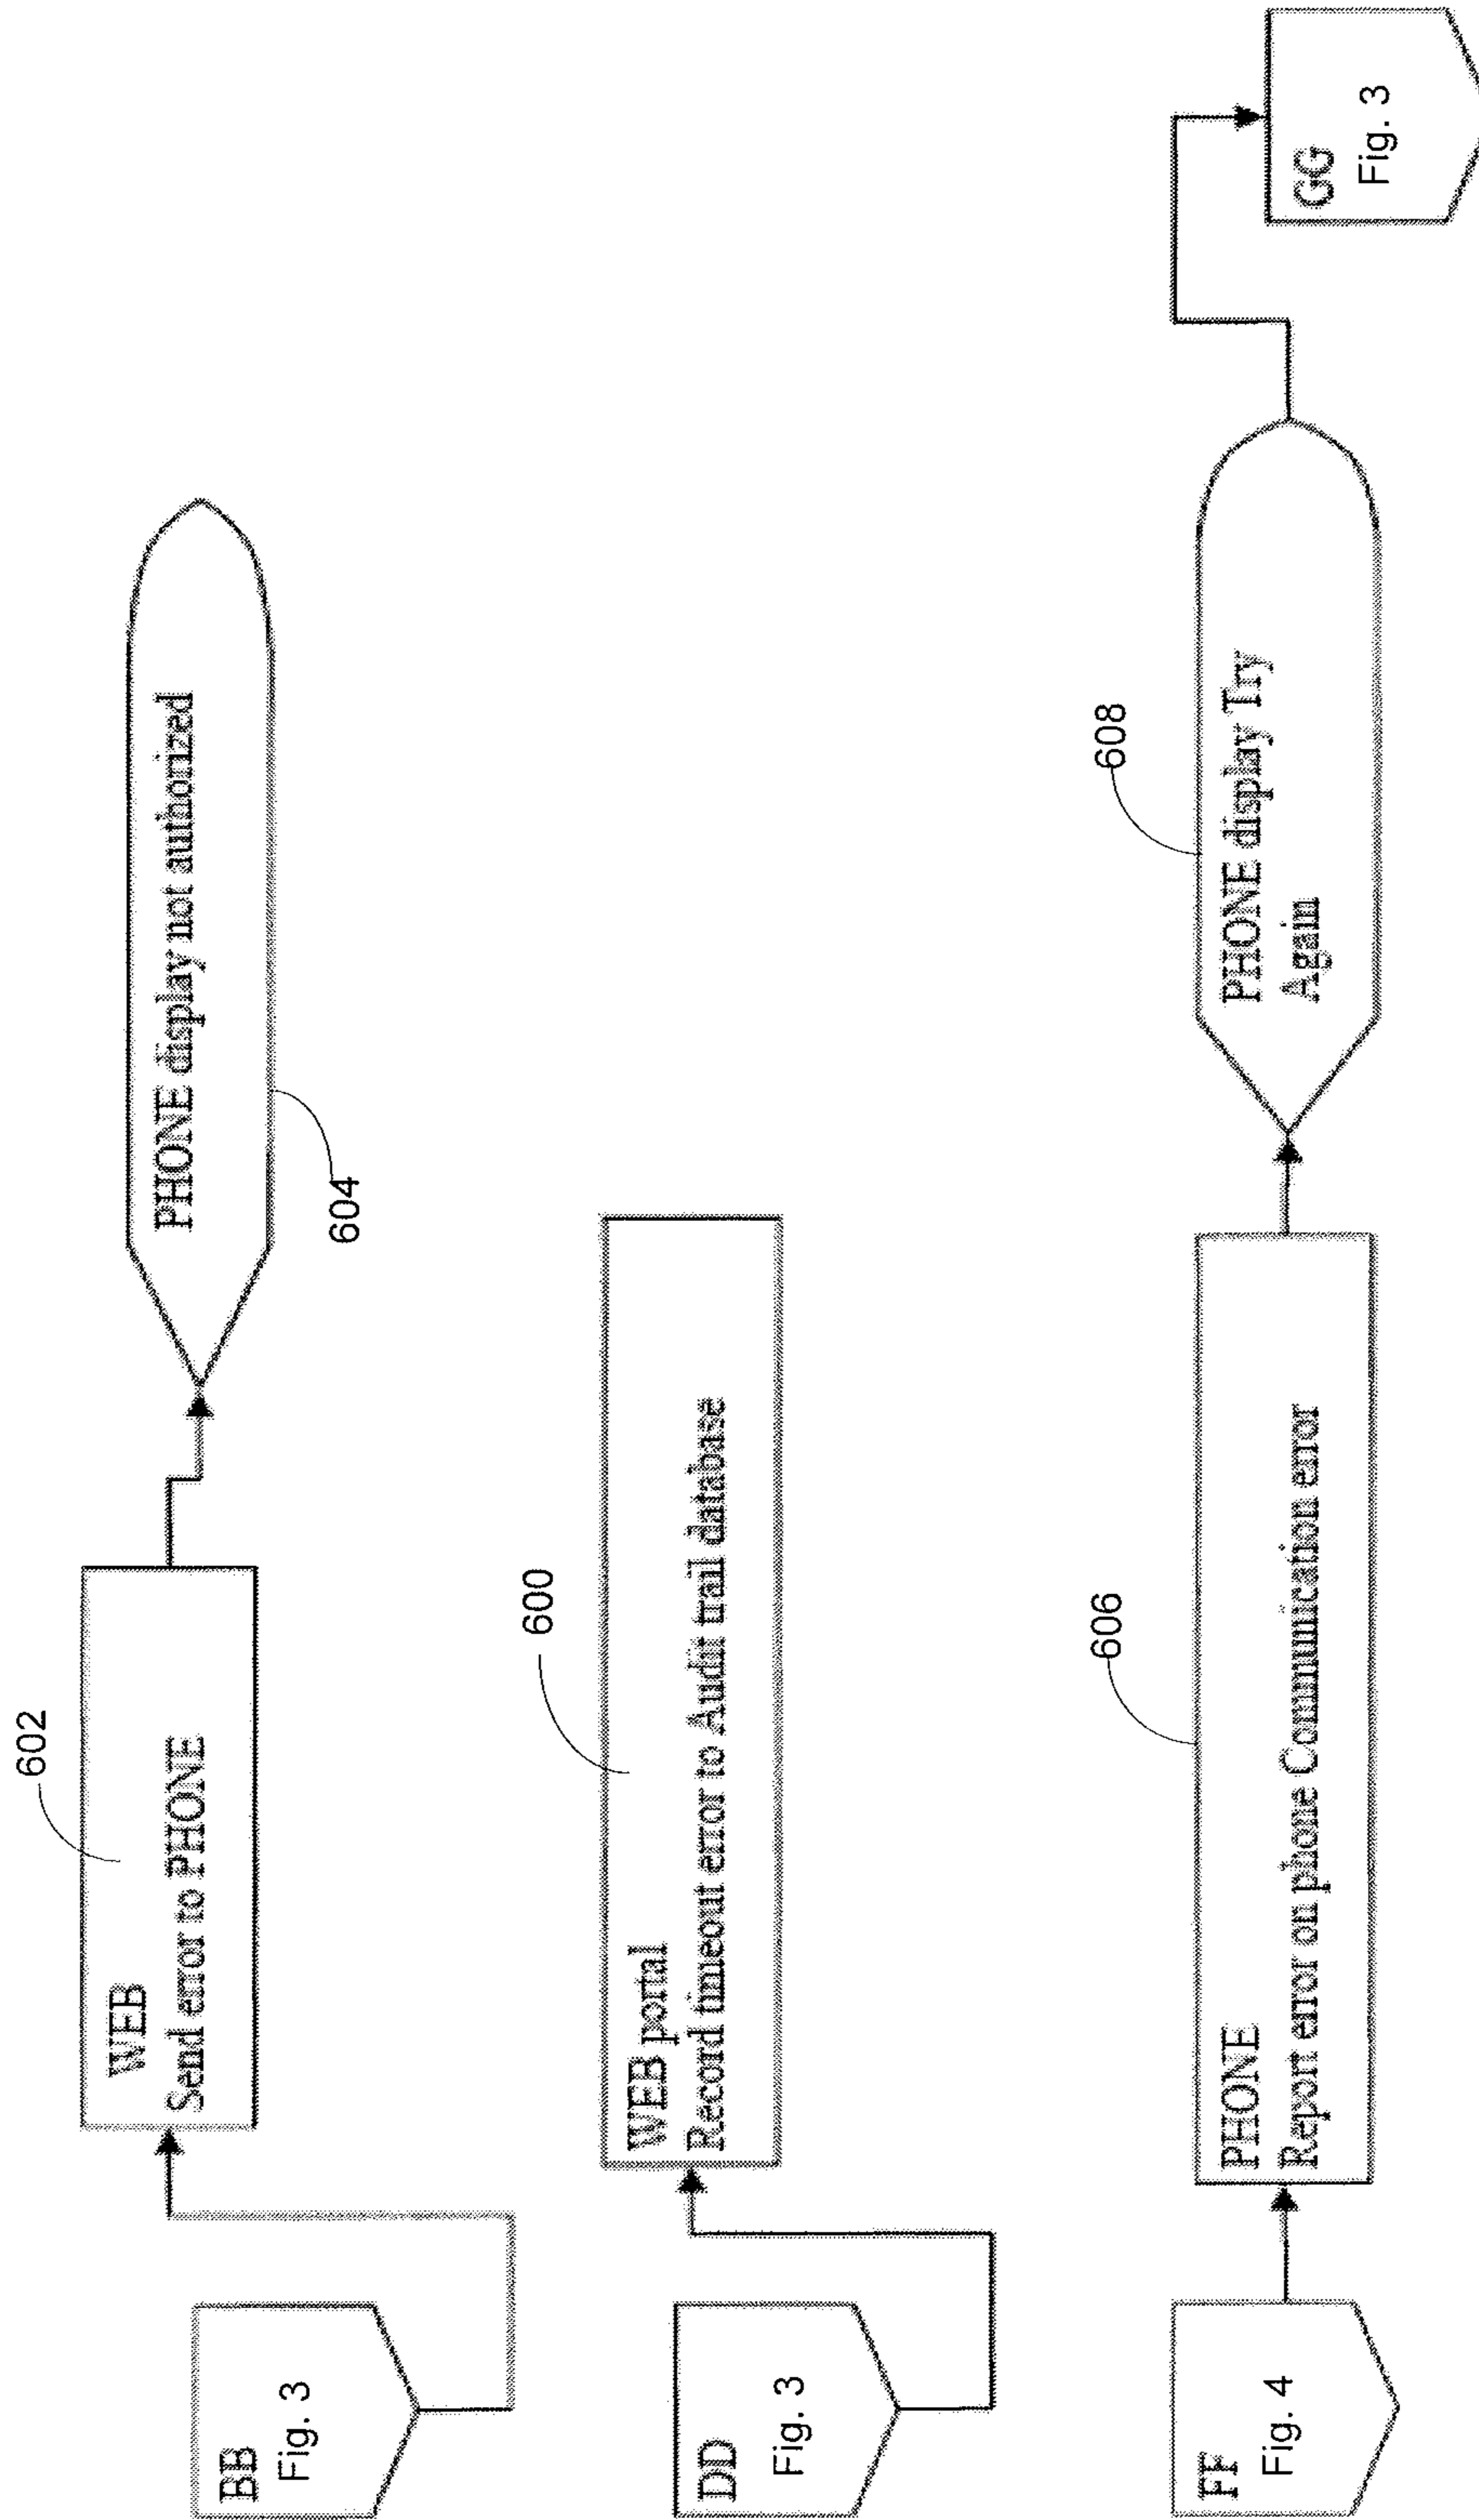 BB
Fig. 3
602
WEB
Send error to PHONE
PHONE display not authorized
604
DD
Fig. 3
600
WEB portal
Record timeout error to Audit trail database
FF
Fig. 4
606
PHONE
Report error on phone Communication error
608
PHONE display Try
Again
GG
Fig. 3